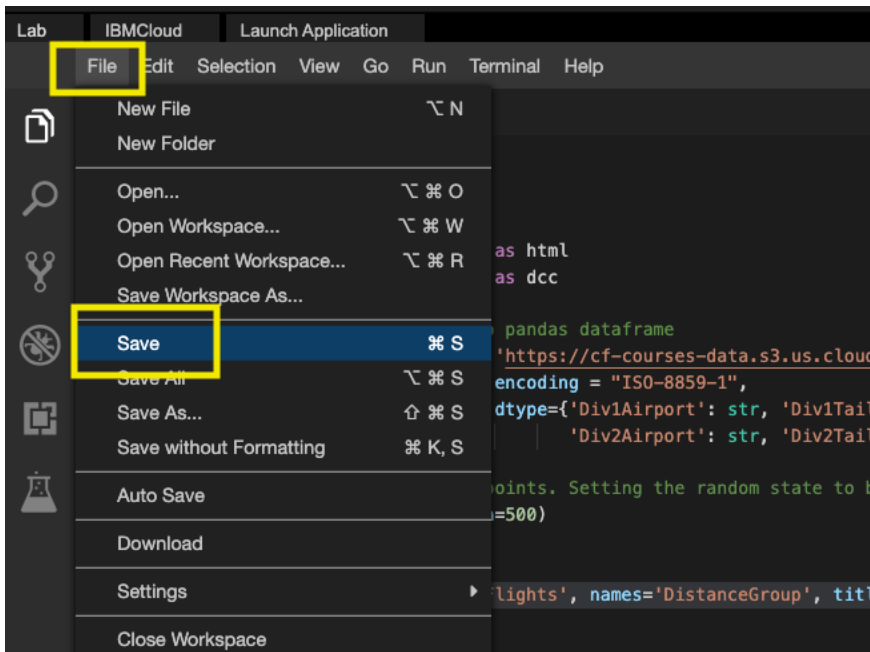 Lab IBMCloud Launch Application
File Edit Selection View Go Run Terminal Help
New File ⌥ N
New Folder
Open... ⌥ ⌘ O
Open Workspace... ⌥ ⌘ W
Open Recent Workspace... ⌥ ⌘ R
as html
Save Workspace As...
as dcc
pandas dataframe
Save ⌘ S
'https://cf-courses-data.s3.us.cloud
Save All ⌥ ⌘ S
encoding = "ISO-8859-1",
Save As... ⇧ ⌘ S
dtype={'Div1Airport': str, 'Div1Tail
'Div2Airport': str, 'Div2Tail
Save without Formatting ⌘ K, S
Auto Save
oints. Setting the random state to b
=500)
Download
Settings
lights', names='DistanceGroup', titl
Close Workspace